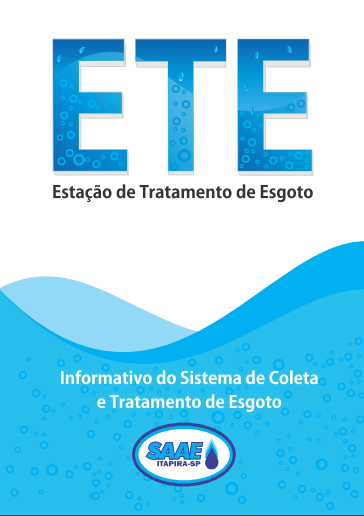 ETE
Estação de Tratamento de Esgoto
Informativo do Sistema de Coleta
e Tratamento de Esgoto
SAAE
ITAPIRA-SP